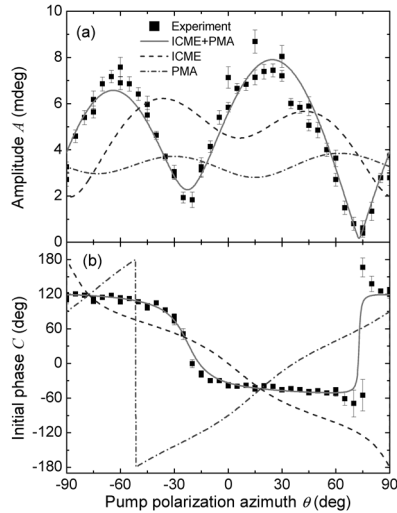 (a)
Experiment
ICME+PMA
ICME
PMA
Amplitude A (mdeg)
10
8
6
4
2
0
(b)
Initial phase C (deg)
180
120
60
0
-60
-120
-180
-90 -60 -30 0 30 60 90
Pump polarization azimuth θ (deg)